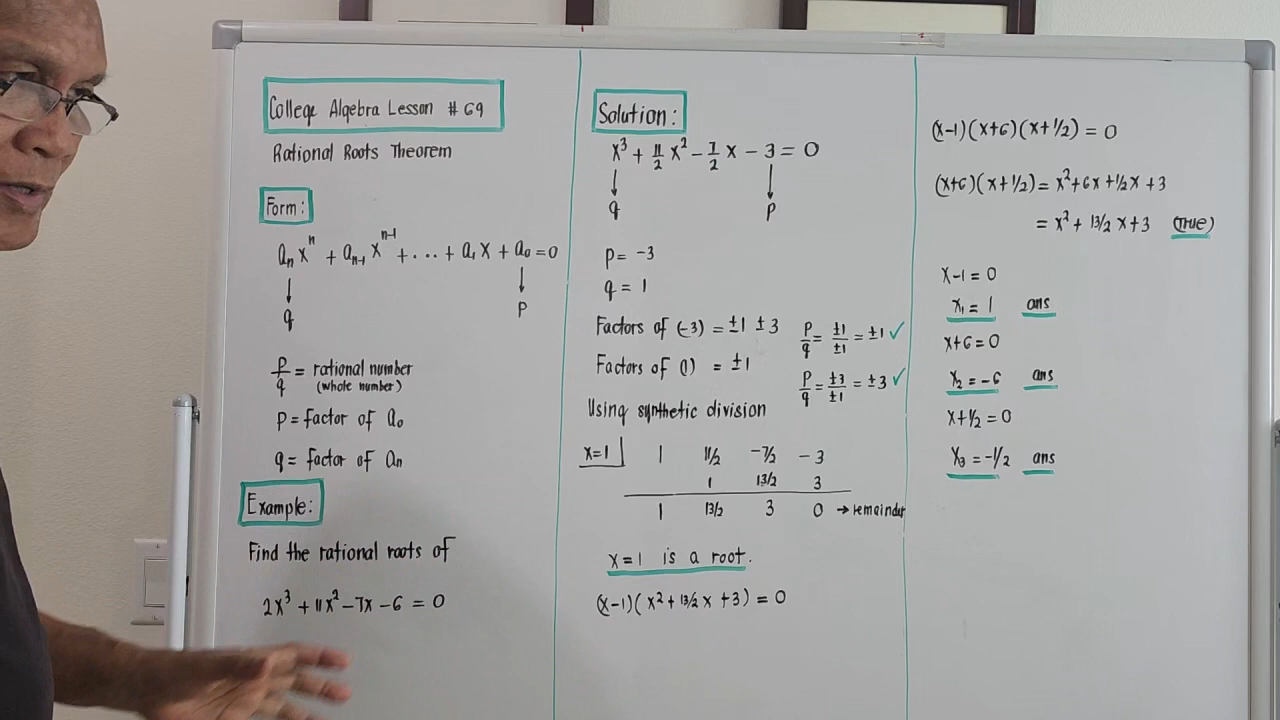 College Algebra Lesson # 69
Rational Roots Theorem
Form:
aₙxⁿ + aₙ₋₁xⁿ⁻¹ + . . . + a₁x + a₀ = 0
q
p
p/q = rational number
(whole number)
p = factor of a₀
q = factor of aₙ
Example:
Find the rational roots of
2x³ + 11x² - 7x - 6 = 0
Solution:
x³ + 11/2 x² - 7/2 x - 3 = 0
q
p
p = -3
q = 1
Factors of (-3) = ±1 ±3
p/q = ±1/±1 = ±1 ✓
Factors of (1) = ±1
p/q = ±3/±1 = ±3 ✓
Using synthetic division
x=1 1 11/2 -7/2 -3
1 13/2 3
1 13/2 3 0 → remainder
x=1 is a root.
(x-1)(x² + 13/2 x + 3) = 0
(x-1)(x+6)(x+1/2) = 0
(x+6)(x+1/2) = x² + 6x + 1/2 x + 3
= x² + 13/2 x + 3 (True)
x-1 = 0
x₁ = 1 ans
x+6 = 0
x₂ = -6 ans
x+1/2 = 0
x₃ = -1/2 ans